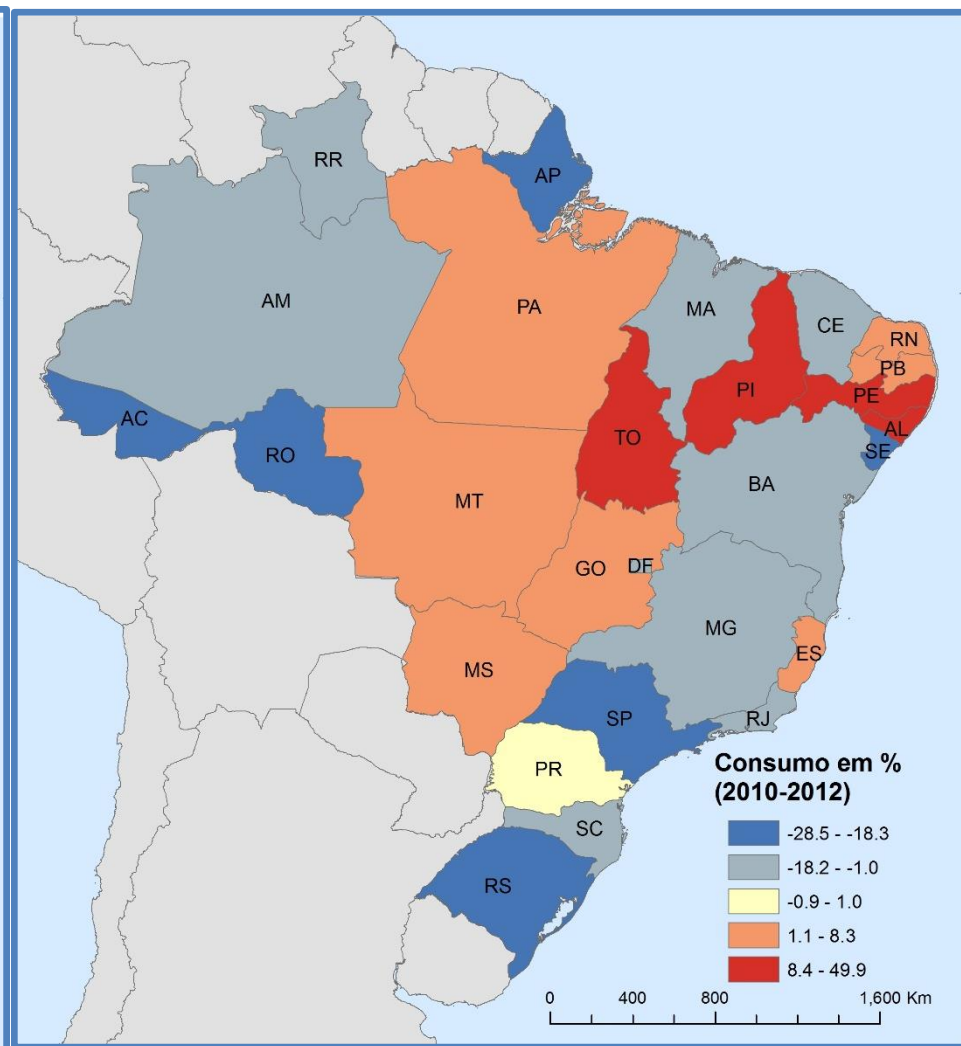 RR
AP
AM
PA
MA
CE
RN
PB
PI
PE
AC
TO
AL
RO
SE
BA
MT
GO
DF
MG
ES
MS
SP
RJ
PR
SC
RS
Consumo em %
(2010-2012)
-28.5 - -18.3
-18.2 - -1.0
-0.9 - 1.0
1.1 - 8.3
8.4 - 49.9
0 400 800 1,600 Km